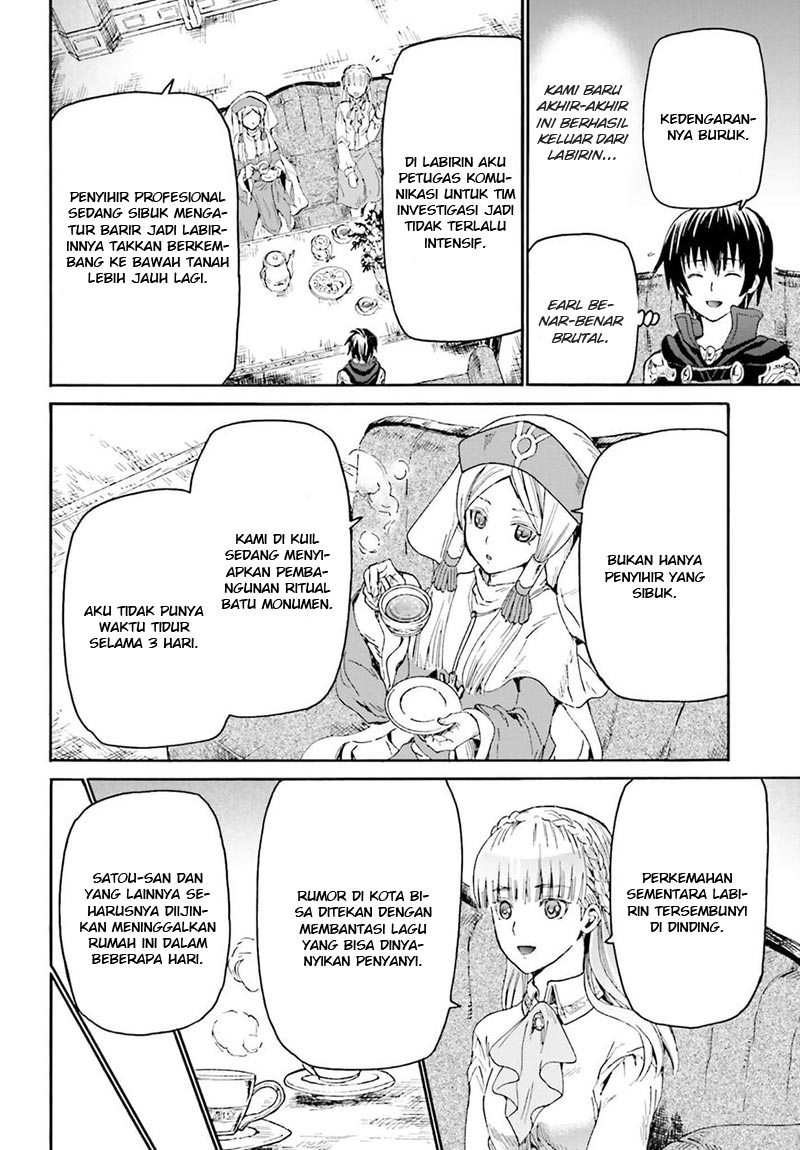 KEDENGARAN-
NYA BURUK.
KAMI BARU
AKHIR-AKHIR
INI BERHASIL
KELUAR DARI
LABIRIN...
EARL BE-
NAR-BENAR
BRUTAL.
DI LABIRIN AKU
PETUGAS KOMU-
NIKASI UNTUK TIM
INVESTIGASI JADI
TIDAK TERLALU
INTENSIF.
PENYIHIR PROFESIONAL
SEDANG SIBUK MENGA-
TUR BARIR JADI LABIR-
INNYA TAKKAN BERKEM-
BANG KE BAWAH TANAH
LEBIH JAUH LAGI.
BUKAN HANYA
PENYIHIR YANG
SIBUK.
KAMI DI KUIL
SEDANG MENYI-
APKAN PEMBA-
NGUNAN RITUAL
BATU MONUMEN.
AKU TIDAK PUNYA
WAKTU TIDUR
SELAMA 3 HARI.
PERKEMAHAN
SEMENTARA LABI-
RIN TERSEMBUNYI
DI DINDING.
RUMOR DI KOTA BI-
SA DITEKAN DENGAN
MEMBANTASI LAGU
YANG BISA DINYA-
NYIKAN PENYANYI.
SATOU-SAN DAN
YANG LAINNYA SE-
HARUSNYA DIIJIN-
KAN MENINGGALKAN
RUMAH INI DALAM
BEBERAPA HARI.